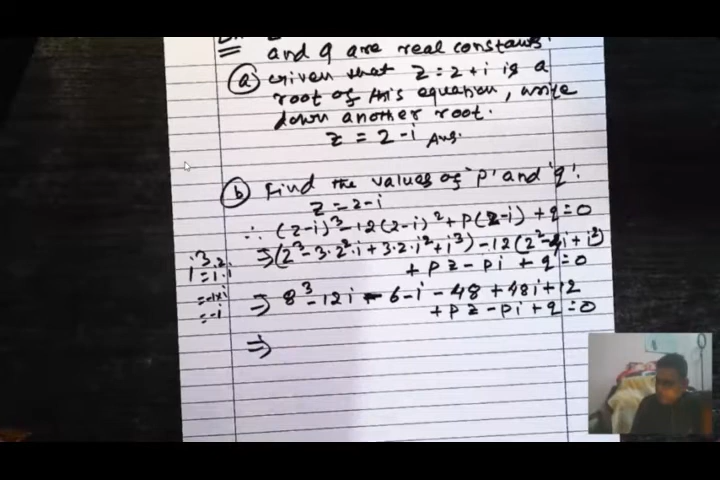 and q are real constants.
(a) Given that z = 2 + i is a
root of this equation, write
down another root.
z = 2 - i Ans.
(b) Find the values of 'p' and 'q'.
z = 2 - i
∴ (2-i)³ - 12(2-i)² + p(2-i) + q = 0
⇒ (2³ - 3·2²·i + 3·2·i² + i³) - 12(2² - 4i + i²)
+ p2 - pi + q = 0
i³ = i²·i
= -1×i
= -i
⇒ 8³ - 12i - 6 - i - 48 + 48i + 12
+ p2 - pi + q = 0
⇒